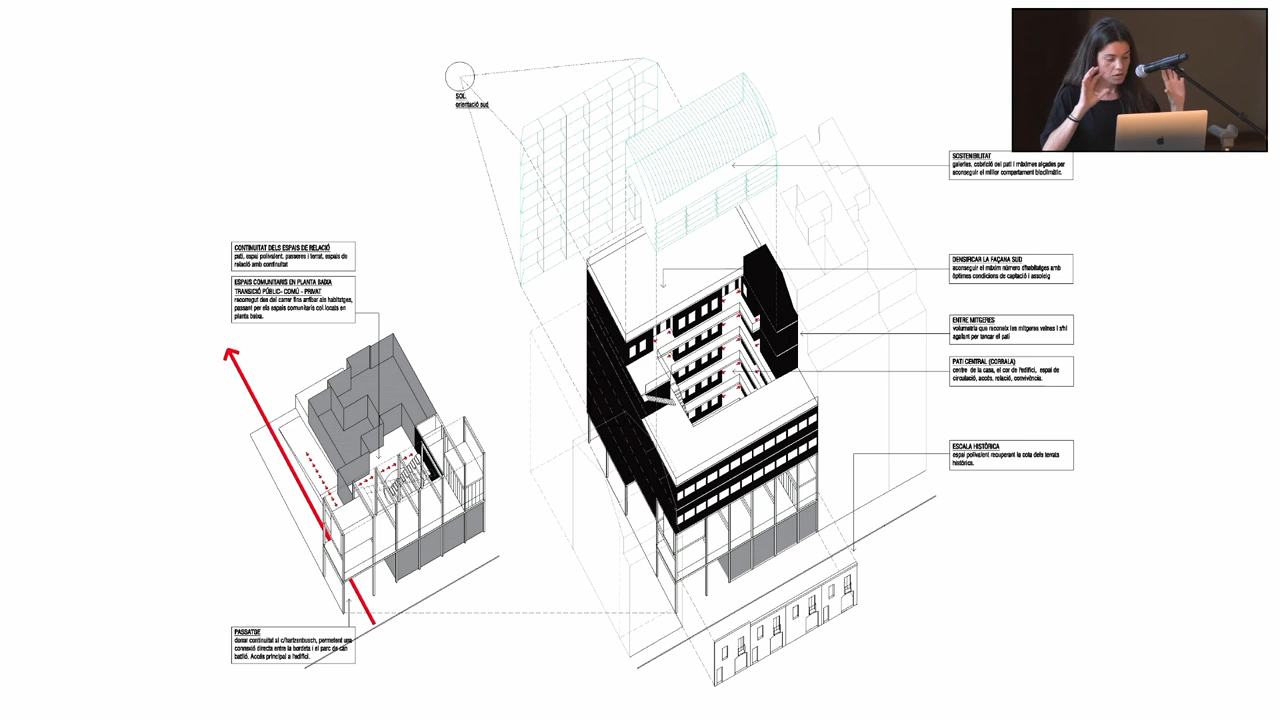 SOL
orientació sud
SOSTENIBILITAT
galeries, cobrició del pati i màximes alçades per
aconseguir el millor comportament bioclimàtic.
CONTINUITAT DELS ESPAIS DE RELACIÓ
pati, espai polivalent, passeres i terrat, espais de
relació amb continuïtat
ESPAIS COMUNITARIS EN PLANTA BAIXA
TRANSICIÓ PÚBLIC- COMÚ - PRIVAT
recorregut des del carrer fins arribar als habitatges,
passant per els espais comunitaris col.locats en
planta baixa.
DENSIFICAR LA FAÇANA SUD
aconseguir el màxim número d'habitatges amb
òptimes condicions de captació i assoleig
ENTRE MITGERES
volumetria que reconeix les mitgeres veïnes i s'hi
agafant per tancar el pati
PATI CENTRAL (CORRALA)
centre de la casa, el cor de l'edifici, espai de
circulació, accés, relació, convivència.
ESCALA HISTÒRICA
espai polivalent recuperant la cota dels terrats
històrics.
PASSATGE
donar continuïtat al c/hartzenbusch, permetent una
connexió directa entre la bordeta i el parc de can
batlló. Accés principal a l'edifici.